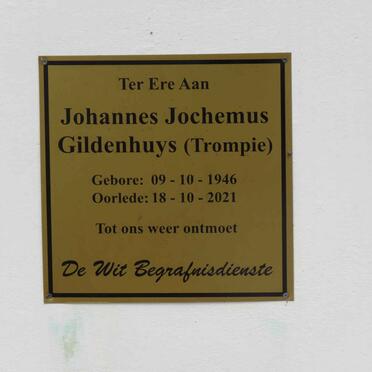 Ter Ere Aan
Johannes Jochemus
Gildenhuys (Trompie)
Gebore: 09 - 10 - 1946
Oorlede: 18 - 10 - 2021
Tot ons weer ontmoet
De Wit Begrafnisdienste